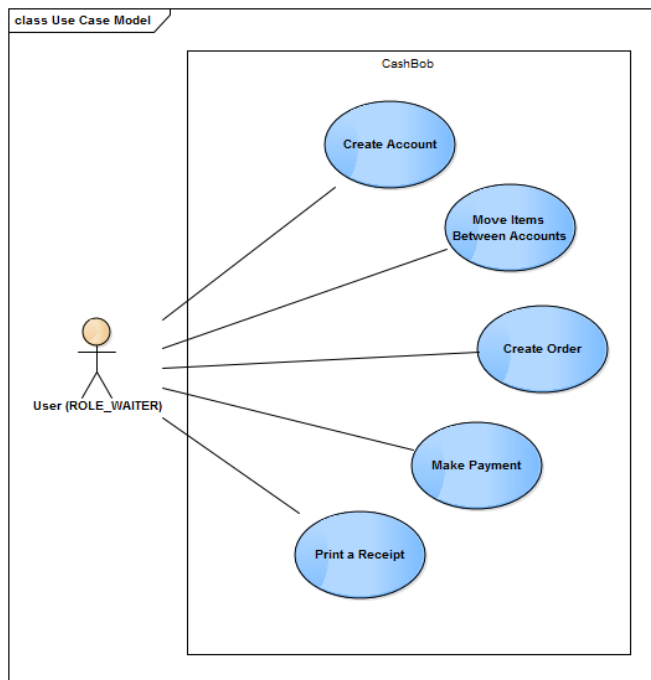 class Use Case Model
CashBob
Create Account
Move Items
Between Accounts
Create Order
User (ROLE_WAITER)
Make Payment
Print a Receipt